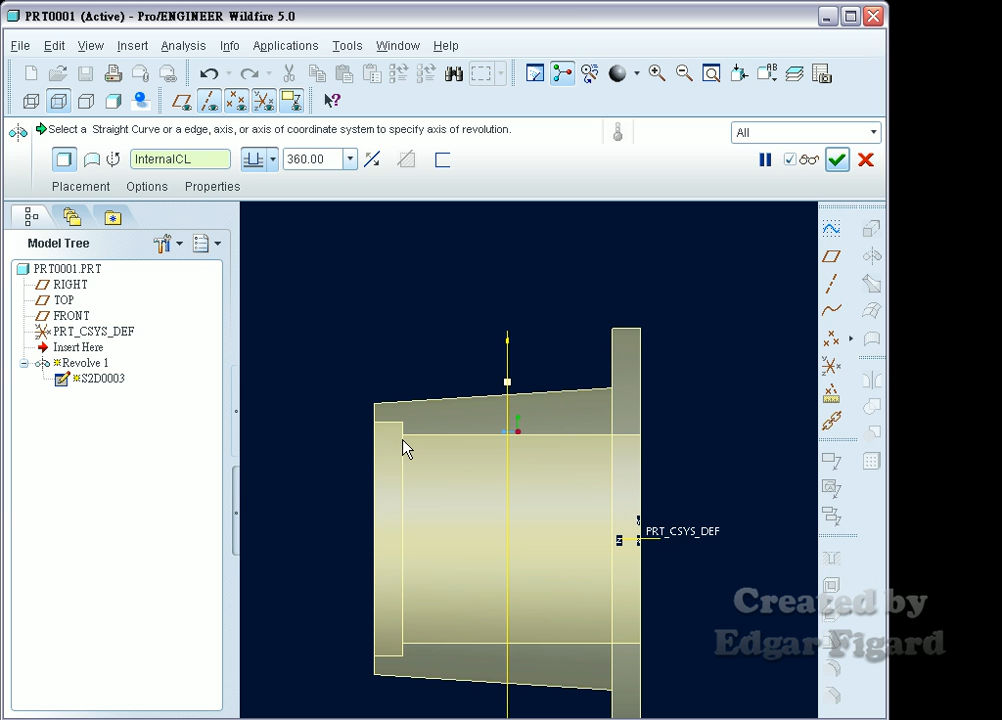 PRT0001 (Active) - Pro/ENGINEER Wildfire 5.0
File Edit View Insert Analysis Info Applications Tools Window Help
Select a Straight Curve or a edge, axis, or axis of coordinate system to specify axis of revolution.
All
InternalCL
360.00
Placement Options Properties
Model Tree
PRT0001.PRT
RIGHT
TOP
FRONT
PRT_CSYS_DEF
Insert Here
Revolve 1
S2D0003
PRT_CSYS_DEF
Created by
Edgar Figard